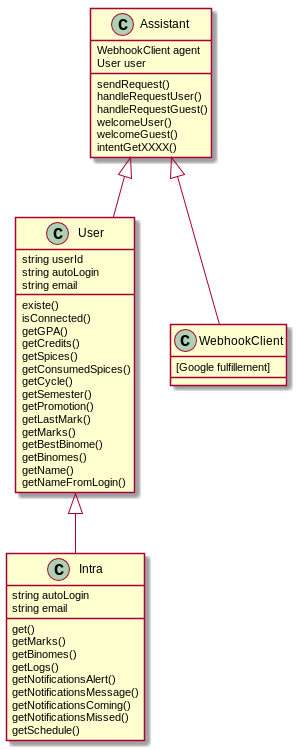 C Assistant
WebhookClient agent
User user
sendRequest()
handleRequestUser()
handleRequestGuest()
welcomeUser()
welcomeGuest()
intentGetXXXX()
C User
string userId
string autoLogin
string email
existe()
isConnected()
getGPA()
getCredits()
getSpices()
getConsumedSpices()
getCycle()
getSemester()
getPromotion()
getLastMark()
getMarks()
getBestBinome()
getBinomes()
getName()
getNameFromLogin()
C WebhookClient
[Google fulfillement]
C Intra
string autoLogin
string email
get()
getMarks()
getBinomes()
getLogs()
getNotificationsAlert()
getNotificationsMessage()
getNotificationsComing()
getNotificationsMissed()
getSchedule()